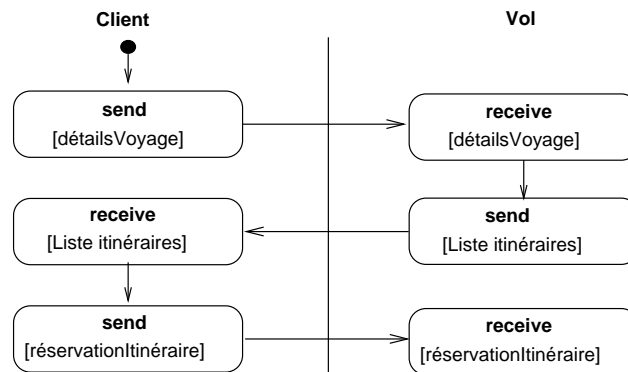 Client
Vol
send
[détailsVoyage]
receive
[détailsVoyage]
receive
[Liste itinéraires]
send
[Liste itinéraires]
send
[réservationItinéraire]
receive
[réservationItinéraire]